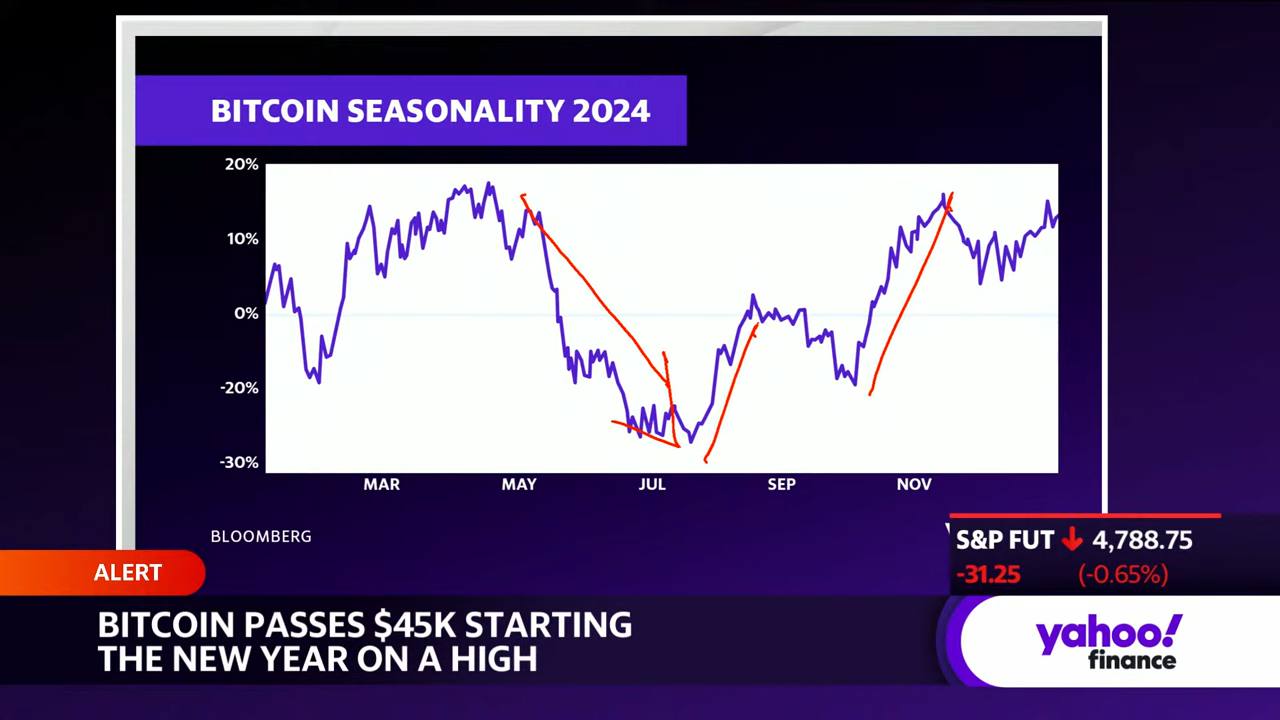 BITCOIN SEASONALITY 2024
20%
10%
0%
-20%
-30%
MAR MAY JUL SEP NOV
BLOOMBERG
S&P FUT 4,788.75
-31.25 (-0.65%)
ALERT
BITCOIN PASSES $45K STARTING
THE NEW YEAR ON A HIGH
yahoo!
finance